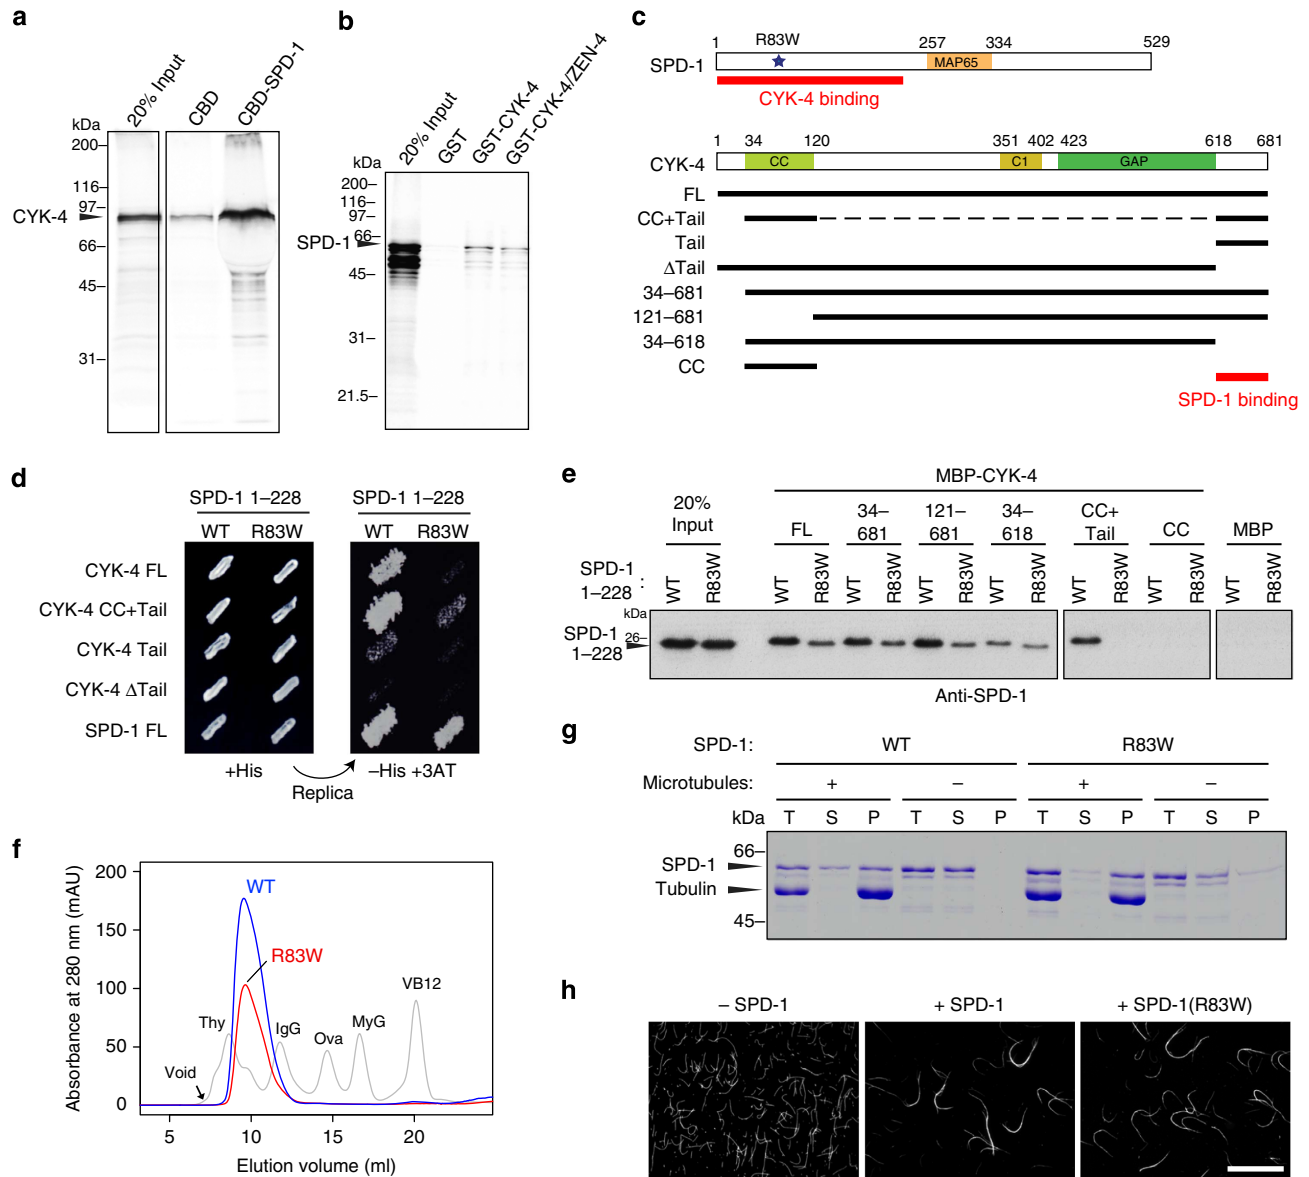 a
20% Input
CBD
CBD-SPD-1
kDa
200–
116–
97–
CYK-4
66–
45–
31–
b
20% Input
GST
GST-CYK-4
GST-CYK-4/ZEN-4
kDa
200–
116–
97–
66–
SPD-1
45–
31–
21.5–
c
1
R83W
257
334
529
SPD-1
MAP65
CYK-4 binding
1
34
120
351
402
423
618
681
CYK-4
CC
C1
GAP
FL
CC+Tail
Tail
ΔTail
34–681
121–681
34–618
CC
SPD-1 binding
d
SPD-1 1–228
SPD-1 1–228
WT
R83W
WT
R83W
CYK-4 FL
CYK-4 CC+Tail
CYK-4 Tail
CYK-4 ΔTail
SPD-1 FL
+His
–His +3AT
Replica
e
MBP-CYK-4
20% Input
FL
34–681
121–681
34–618
CC+Tail
CC
MBP
SPD-1 1–228 :
WT
R83W
WT
R83W
WT
R83W
WT
R83W
WT
R83W
WT
R83W
WT
R83W
WT
R83W
kDa
26–
SPD-1 1–228
Anti-SPD-1
f
Absorbance at 280 nm (mAU)
200
150
100
50
0
WT
R83W
Thy
IgG
Ova
MyG
VB12
Void
5
10
15
20
Elution volume (ml)
g
SPD-1:
WT
R83W
Microtubules:
+
–
+
–
kDa
T
S
P
T
S
P
T
S
P
T
S
P
66–
SPD-1
Tubulin
45–
h
– SPD-1
+ SPD-1
+ SPD-1(R83W)